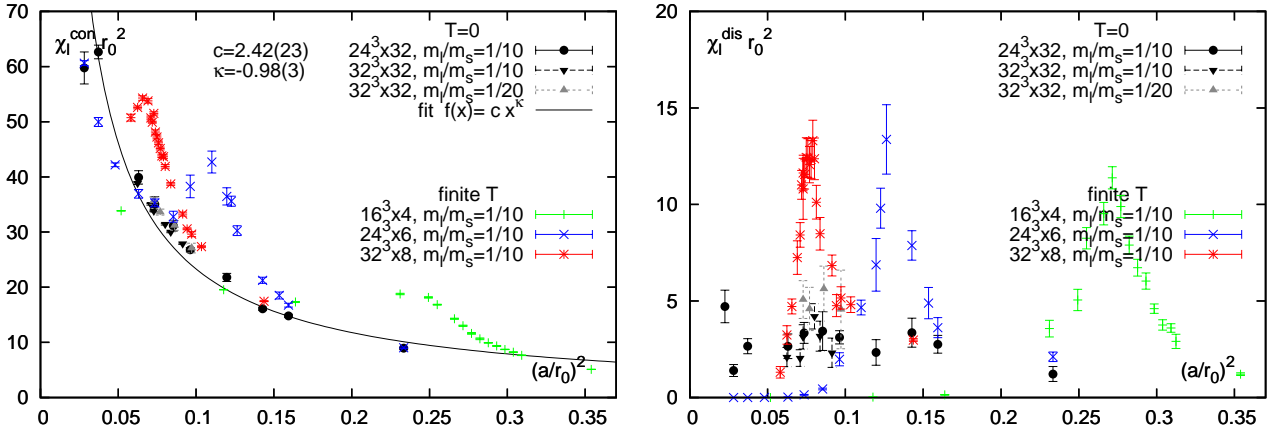 χ_l^con r_0^2
c=2.42(23)
κ=-0.98(3)
T=0
24^3x32, m_l/m_s=1/10
32^3x32, m_l/m_s=1/10
32^3x32, m_l/m_s=1/20
fit f(x)= c x^κ
finite T
16^3x4, m_l/m_s=1/10
24^3x6, m_l/m_s=1/10
32^3x8, m_l/m_s=1/10
(a/r_0)^2
70
60
50
40
30
20
10
0
0 0.05 0.1 0.15 0.2 0.25 0.3 0.35
χ_l^dis r_0^2
T=0
24^3x32, m_l/m_s=1/10
32^3x32, m_l/m_s=1/10
32^3x32, m_l/m_s=1/20
finite T
16^3x4, m_l/m_s=1/10
24^3x6, m_l/m_s=1/10
32^3x8, m_l/m_s=1/10
(a/r_0)^2
20
15
10
5
0
0 0.05 0.1 0.15 0.2 0.25 0.3 0.35